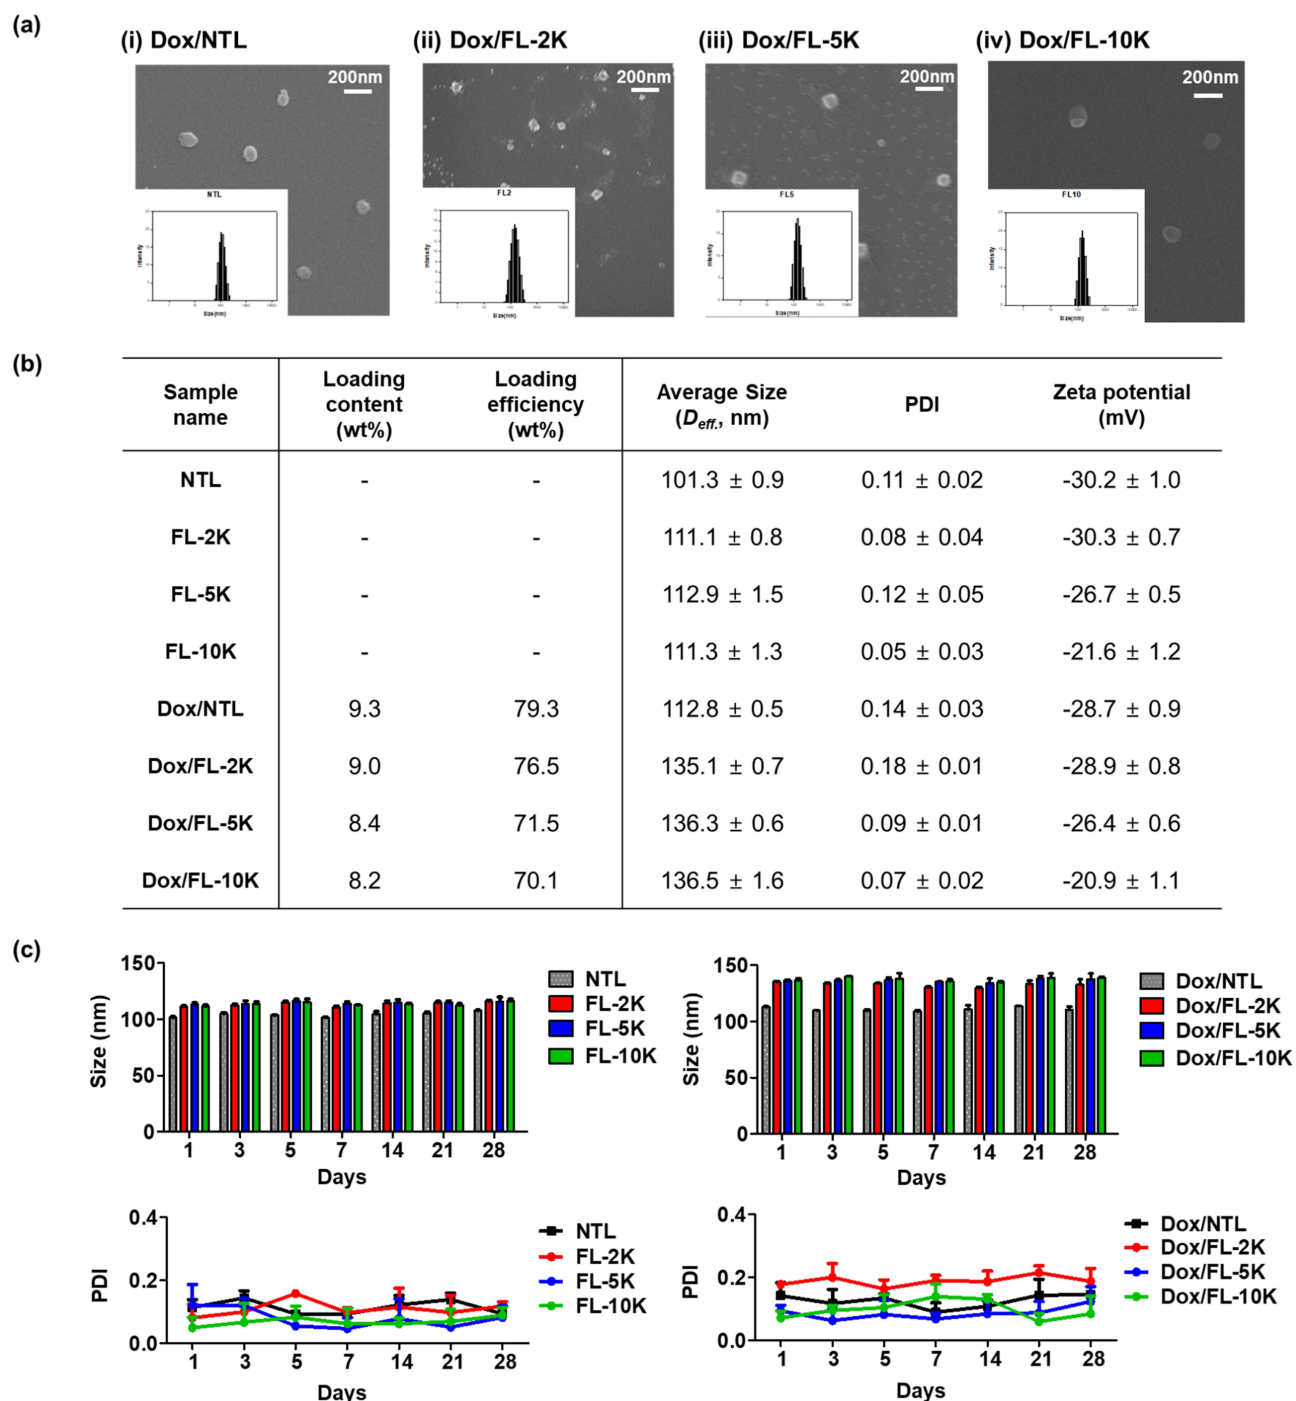 (a)
(i) Dox/NTL
(ii) Dox/FL-2K
(iii) Dox/FL-5K
(iv) Dox/FL-10K
200nm
200nm
200nm
200nm
NTL
FL2
FL5
FL10
Intensity
Size(nm)
Intensity
Size(nm)
Intensity
Size(nm)
Intensity
Size(nm)
(b)
Sample name
Loading content (wt%)
Loading efficiency (wt%)
Average Size (Deff., nm)
PDI
Zeta potential (mV)
NTL - - 101.3 ± 0.9 0.11 ± 0.02 -30.2 ± 1.0
FL-2K - - 111.1 ± 0.8 0.08 ± 0.04 -30.3 ± 0.7
FL-5K - - 112.9 ± 1.5 0.12 ± 0.05 -26.7 ± 0.5
FL-10K - - 111.3 ± 1.3 0.05 ± 0.03 -21.6 ± 1.2
Dox/NTL 9.3 79.3 112.8 ± 0.5 0.14 ± 0.03 -28.7 ± 0.9
Dox/FL-2K 9.0 76.5 135.1 ± 0.7 0.18 ± 0.01 -28.9 ± 0.8
Dox/FL-5K 8.4 71.5 136.3 ± 0.6 0.09 ± 0.01 -26.4 ± 0.6
Dox/FL-10K 8.2 70.1 136.5 ± 1.6 0.07 ± 0.02 -20.9 ± 1.1
(c)
Size (nm)
150
100
50
0
1 3 5 7 14 21 28
Days
NTL
FL-2K
FL-5K
FL-10K
Size (nm)
150
100
50
0
1 3 5 7 14 21 28
Days
Dox/NTL
Dox/FL-2K
Dox/FL-5K
Dox/FL-10K
PDI
0.4
0.2
0.0
1 3 5 7 14 21 28
Days
NTL
FL-2K
FL-5K
FL-10K
PDI
0.4
0.2
0.0
1 3 5 7 14 21 28
Days
Dox/NTL
Dox/FL-2K
Dox/FL-5K
Dox/FL-10K